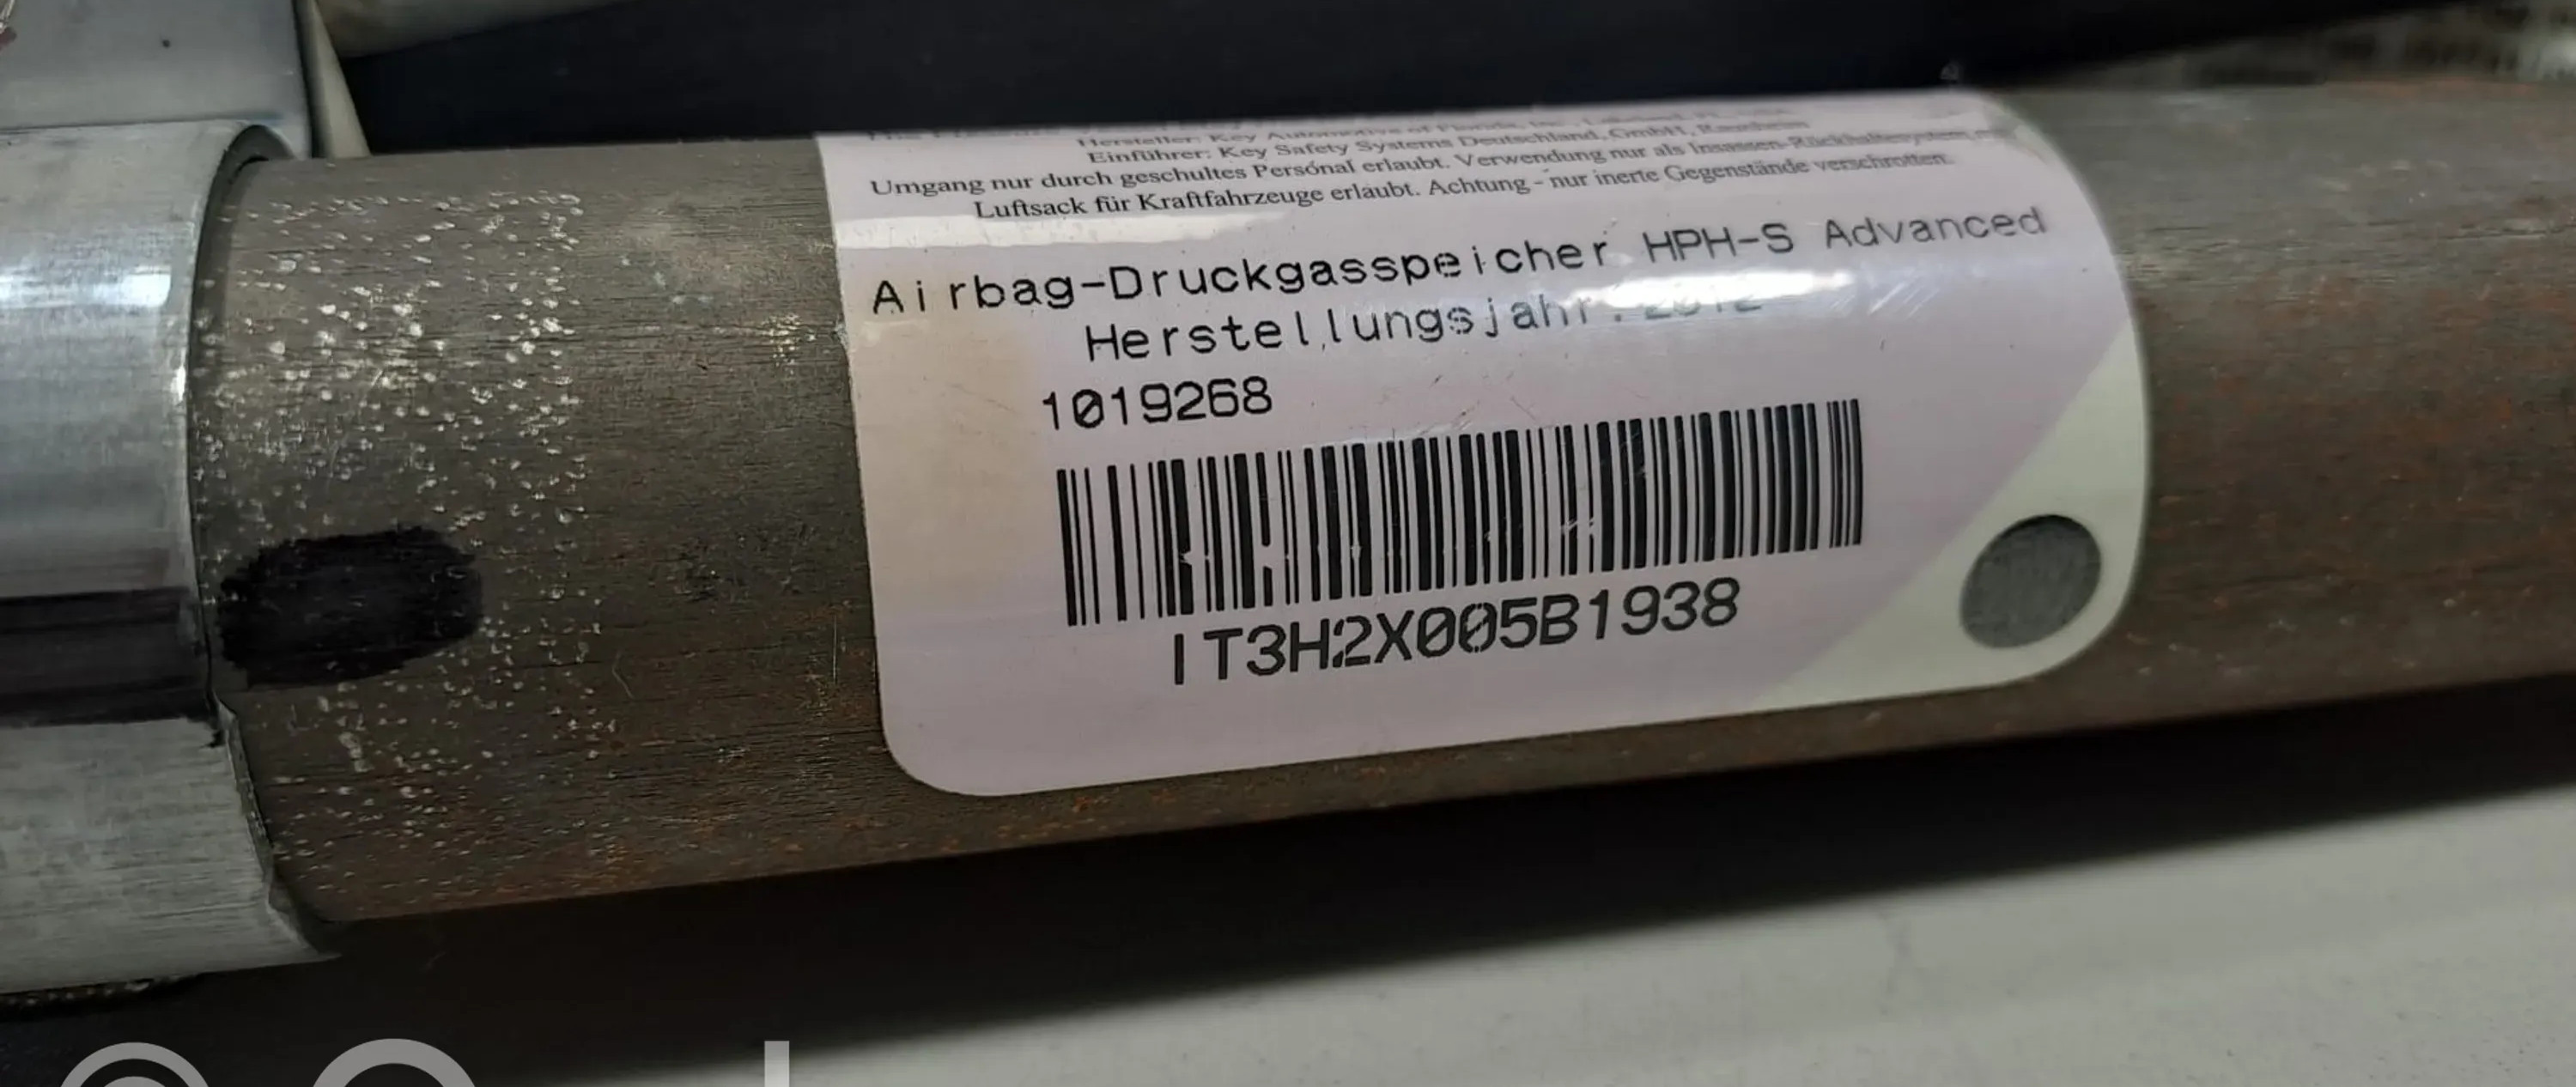 Hersteller: Key Automotive of Florida, Inc., Lakeland, FL, USA
Einführer: Key Safety Systems Deutschland, GmbH, Raunheim
Umgang nur durch geschultes Personal erlaubt. Verwendung nur als Insassen-Rückhaltesystem
Luftsack für Kraftfahrzeuge erlaubt. Achtung - nur inerte Gegenstände verschrotten.
Airbag-Druckgasspeicher HPH-S Advanced
Herstellungsjahr: 2012
1019268
IT3H2X005B1938